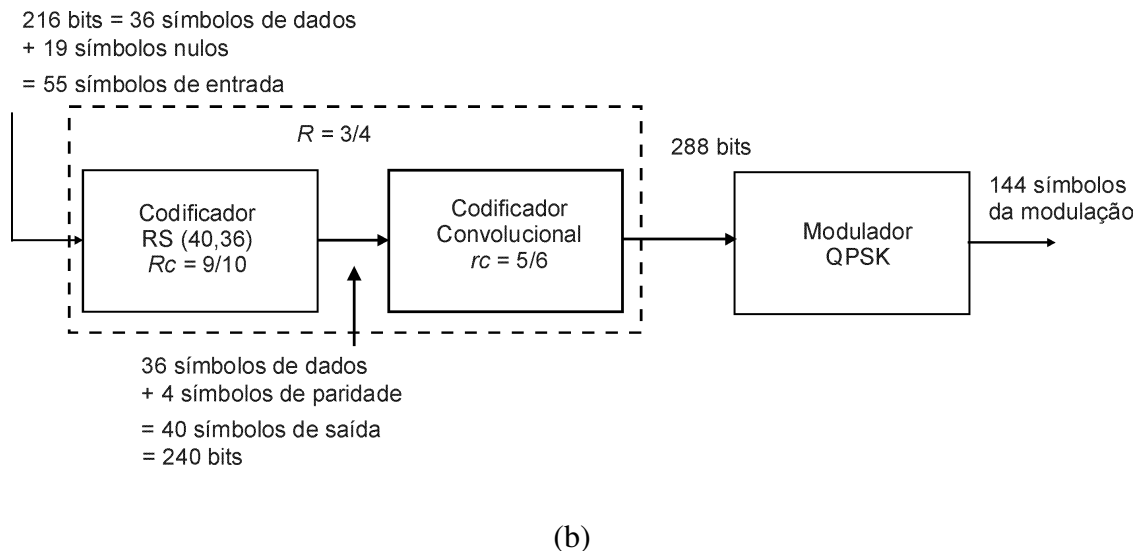 216 bits = 36 símbolos de dados
+ 19 símbolos nulos
= 55 símbolos de entrada
R = 3/4
288 bits
144 símbolos
da modulação
Codificador
RS (40,36)
Rc = 9/10
Codificador
Convolucional
rc = 5/6
Modulador
QPSK
36 símbolos de dados
+ 4 símbolos de paridade
= 40 símbolos de saída
= 240 bits
(b)